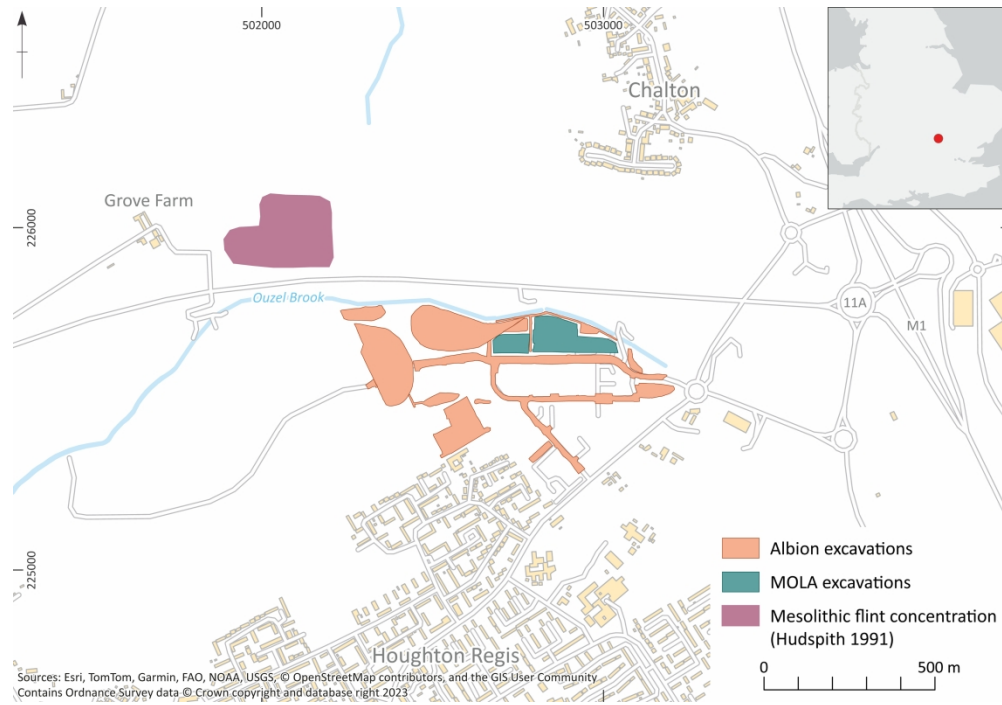 502000
503000
Chalton
Grove Farm
226000
Ouzel Brook
11A
M1
225000
Albion excavations
MOLA excavations
Mesolithic flint concentration
(Hudspith 1991)
Houghton Regis
0
500 m
Sources: Esri, TomTom, Garmin, FAO, NOAA, USGS, © OpenStreetMap contributors, and the GIS User Community
Contains Ordnance Survey data © Crown copyright and database right 2023